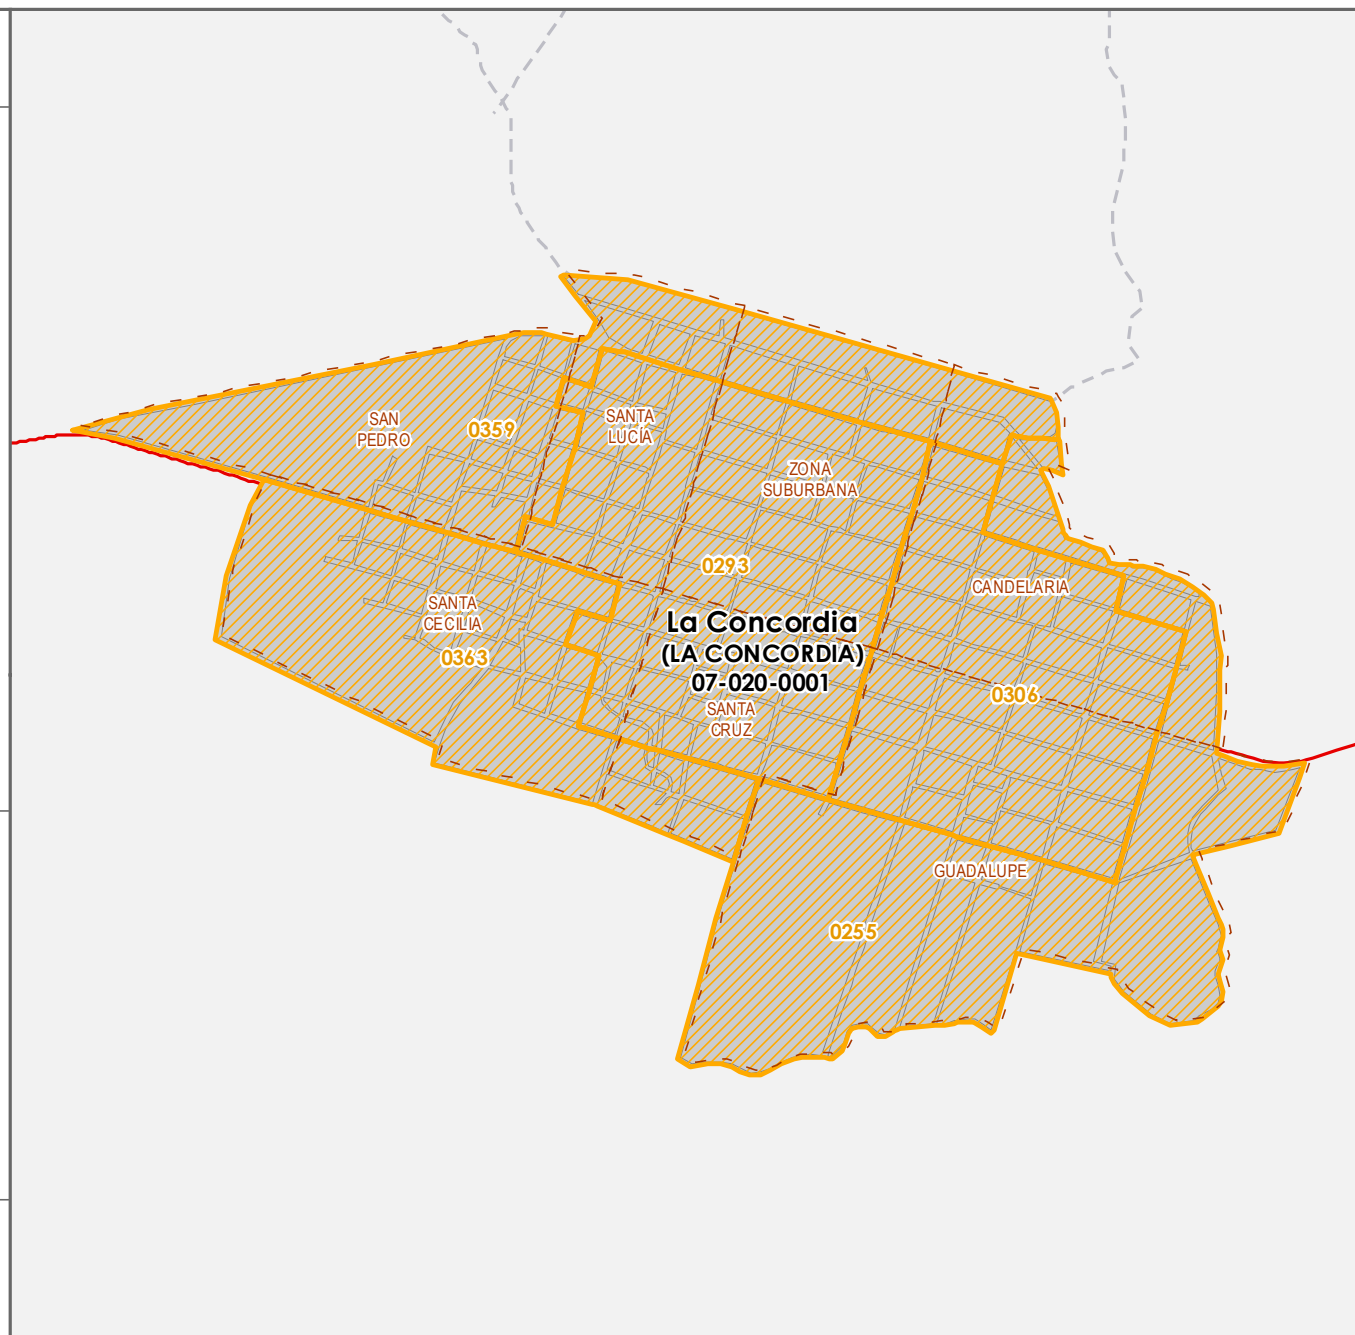 SAN
PEDRO
0359
SANTA
LUCÍA
ZONA
SUBURBANA
0293
CANDELARIA
SANTA
CECILIA
0363
La Concordia
(LA CONCORDIA)
07-020-0001
0306
SANTA
CRUZ
GUADALUPE
0255